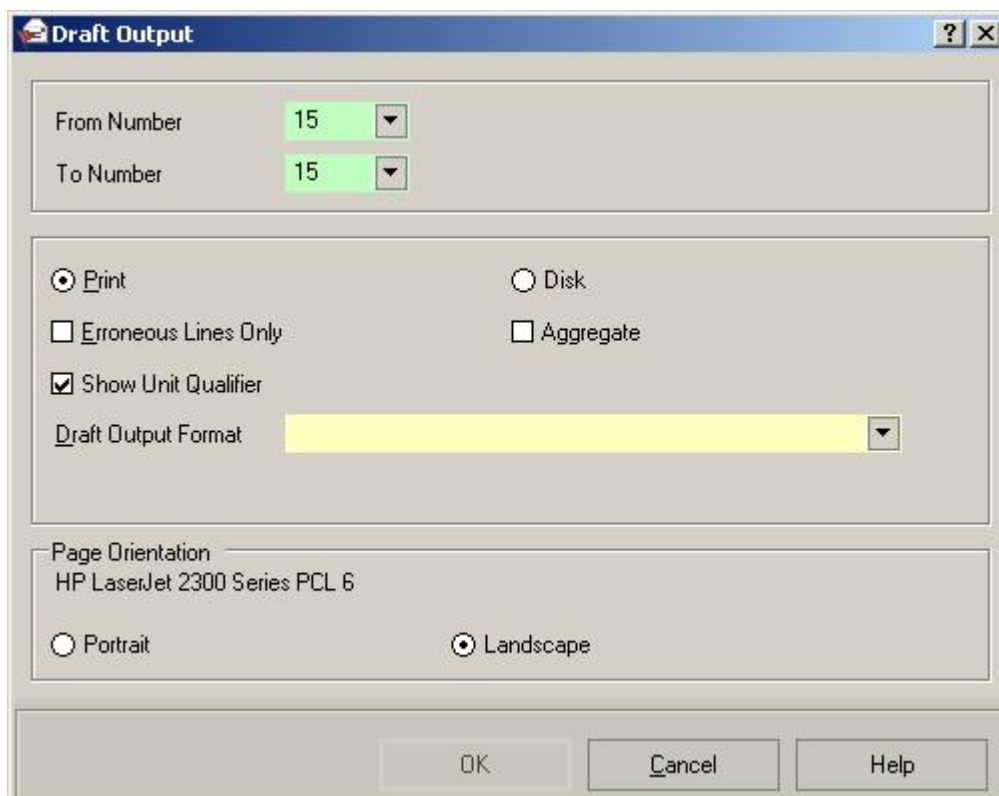 Draft Output
From Number 15
To Number 15
Print Disk
Erroneous Lines Only Aggregate
Show Unit Qualifier
Draft Output Format
Page Orientation
HP LaserJet 2300 Series PCL 6
Portrait Landscape
OK Cancel Help